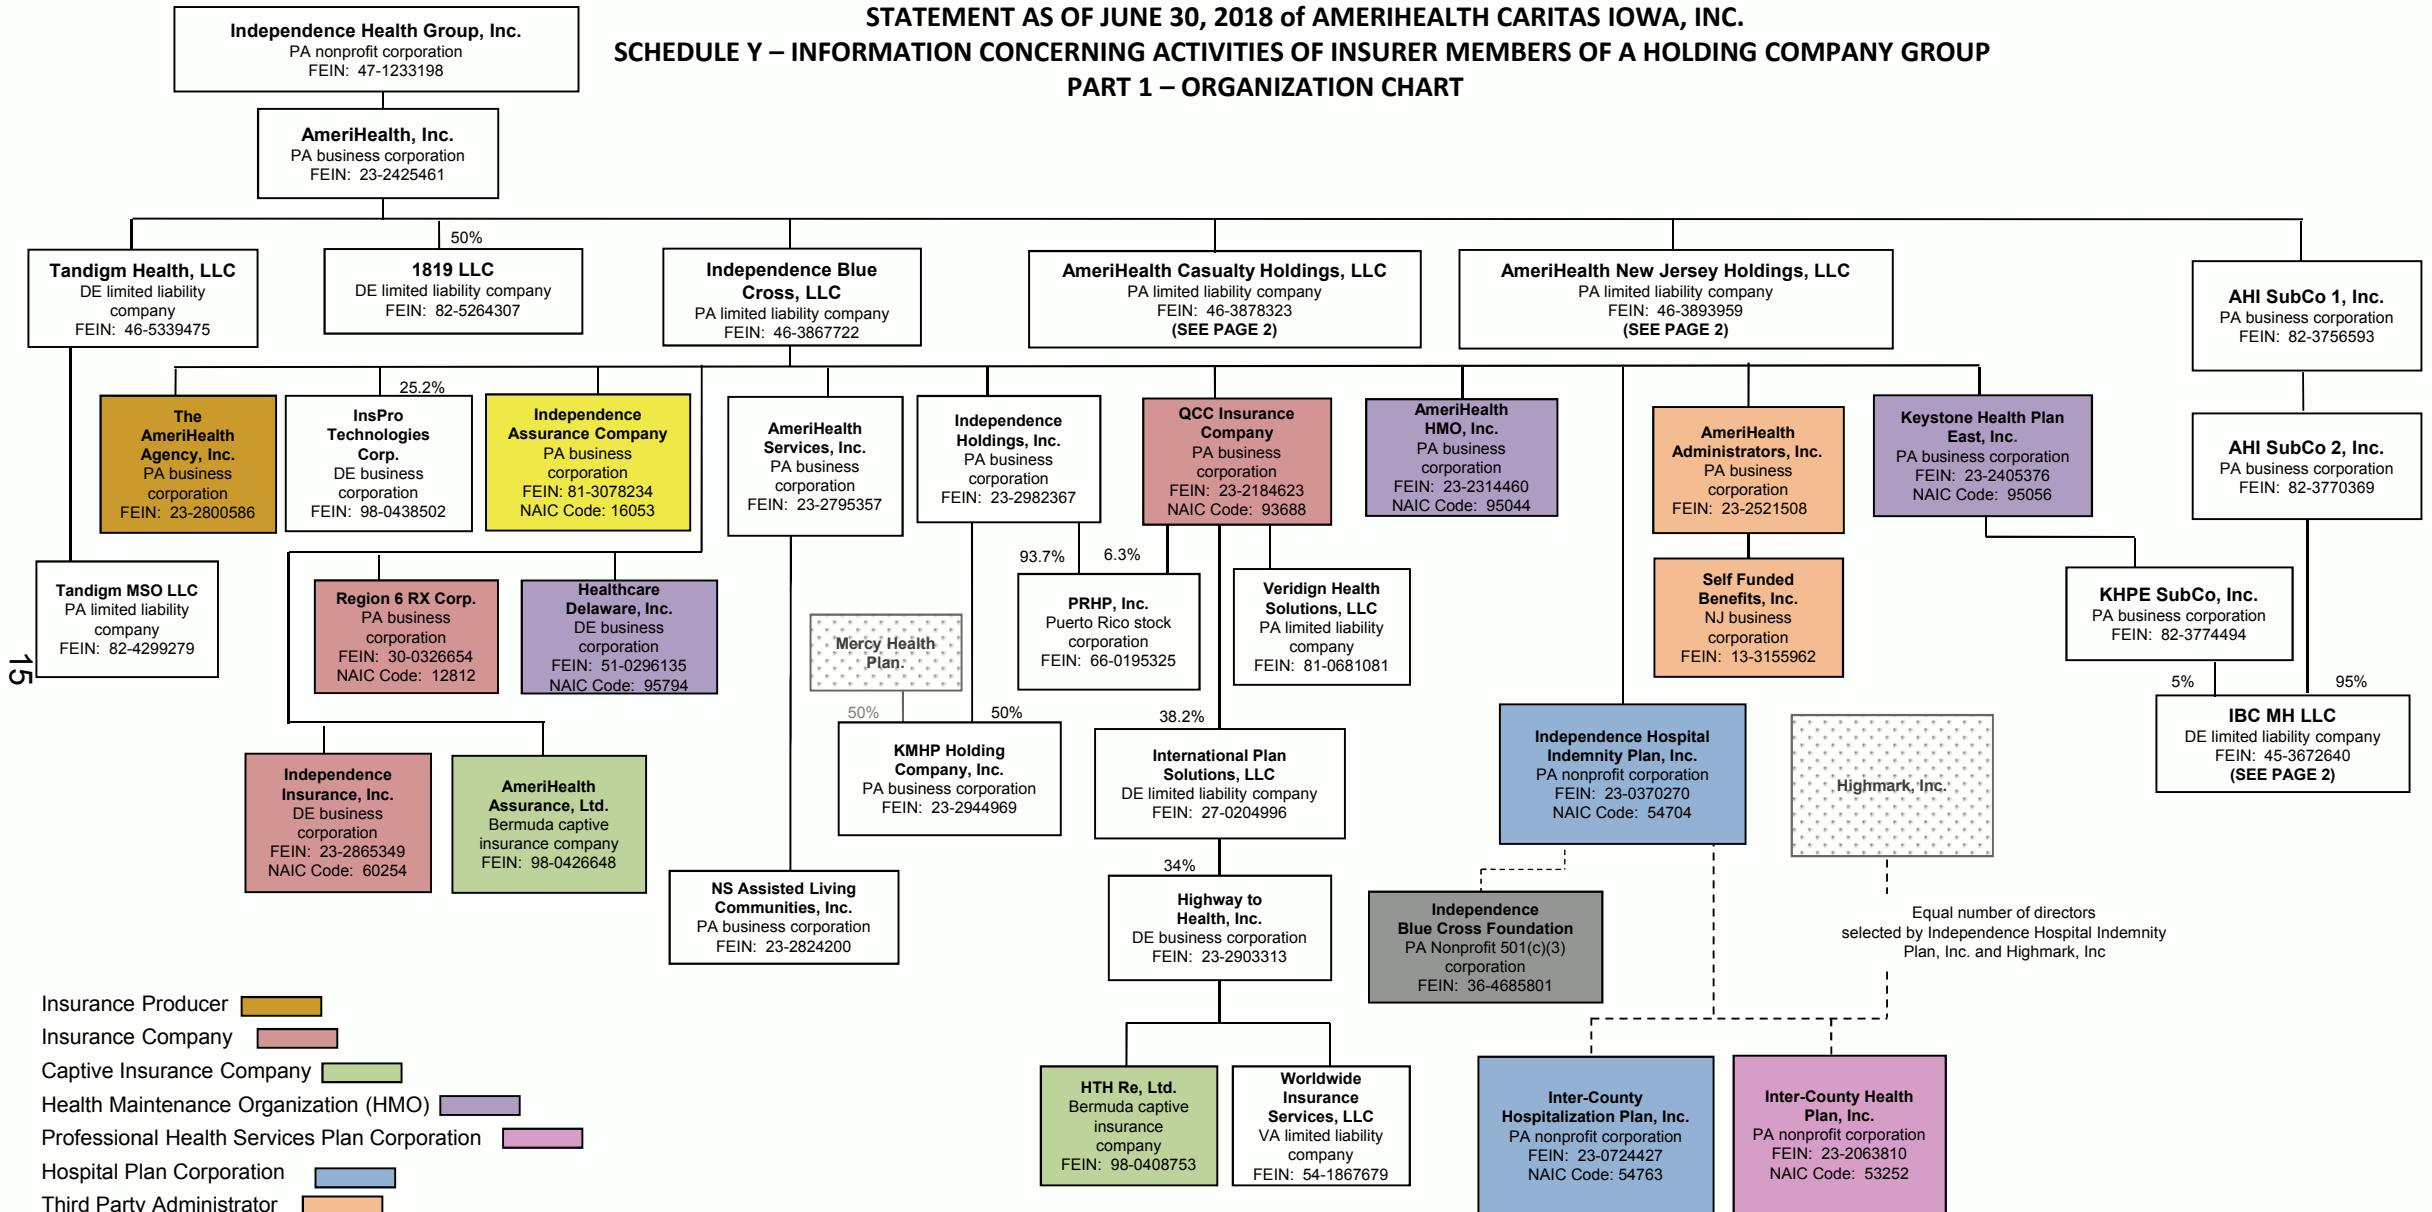 STATEMENT AS OF JUNE 30, 2018 of AMERIHEALTH CARITAS IOWA, INC.
SCHEDULE Y – INFORMATION CONCERNING ACTIVITIES OF INSURER MEMBERS OF A HOLDING COMPANY GROUP
PART 1 – ORGANIZATION CHART
Independence Health Group, Inc.
PA nonprofit corporation
FEIN: 47-1233198
AmeriHealth, Inc.
PA business corporation
FEIN: 23-2425461
Tandigm Health, LLC
DE limited liability
company
FEIN: 46-5339475
50%
1819 LLC
DE limited liability company
FEIN: 82-5264307
Independence Blue
Cross, LLC
PA limited liability company
FEIN: 46-3867722
AmeriHealth Casualty Holdings, LLC
PA limited liability company
FEIN: 46-3878323
(SEE PAGE 2)
AmeriHealth New Jersey Holdings, LLC
PA limited liability company
FEIN: 46-3893959
(SEE PAGE 2)
AHI SubCo 1, Inc.
PA business corporation
FEIN: 82-3756593
The
AmeriHealth
Agency, Inc.
PA business
corporation
FEIN: 23-2800586
25.2%
InsPro
Technologies
Corp.
DE business
corporation
FEIN: 98-0438502
Independence
Assurance Company
PA business
corporation
FEIN: 81-3078234
NAIC Code: 16053
AmeriHealth
Services, Inc.
PA business
corporation
FEIN: 23-2795357
Independence
Holdings, Inc.
PA business
corporation
FEIN: 23-2982367
QCC Insurance
Company
PA business
corporation
FEIN: 23-2184623
NAIC Code: 93688
AmeriHealth
HMO, Inc.
PA business
corporation
FEIN: 23-2314460
NAIC Code: 95044
AmeriHealth
Administrators, Inc.
PA business
corporation
FEIN: 23-2521508
Keystone Health Plan
East, Inc.
PA business corporation
FEIN: 23-2405376
NAIC Code: 95056
AHI SubCo 2, Inc.
PA business corporation
FEIN: 82-3770369
Tandigm MSO LLC
PA limited liability
company
FEIN: 82-4299279
Region 6 RX Corp.
PA business
corporation
FEIN: 30-0326654
NAIC Code: 12812
Healthcare
Delaware, Inc.
DE business
corporation
FEIN: 51-0296135
NAIC Code: 95794
Mercy Health
Plan.
93.7%
6.3%
PRHP, Inc.
Puerto Rico stock
corporation
FEIN: 66-0195325
Veridign Health
Solutions, LLC
PA limited liability
company
FEIN: 81-0681081
Self Funded
Benefits, Inc.
NJ business
corporation
FEIN: 13-3155962
KHPE SubCo, Inc.
PA business corporation
FEIN: 82-3774494
15
5%
95%
IBC MH LLC
DE limited liability company
FEIN: 45-3672640
(SEE PAGE 2)
50%
50%
KMHP Holding
Company, Inc.
PA business corporation
FEIN: 23-2944969
38.2%
International Plan
Solutions, LLC
DE limited liability company
FEIN: 27-0204996
Independence Hospital
Indemnity Plan, Inc.
PA nonprofit corporation
FEIN: 23-0370270
NAIC Code: 54704
Highmark, Inc.
Independence
Insurance, Inc.
DE business
corporation
FEIN: 23-2865349
NAIC Code: 60254
AmeriHealth
Assurance, Ltd.
Bermuda captive
insurance company
FEIN: 98-0426648
NS Assisted Living
Communities, Inc.
PA business corporation
FEIN: 23-2824200
34%
Highway to
Health, Inc.
DE business corporation
FEIN: 23-2903313
Independence
Blue Cross Foundation
PA Nonprofit 501(c)(3)
corporation
FEIN: 36-4685801
Equal number of directors
selected by Independence Hospital Indemnity
Plan, Inc. and Highmark, Inc
HTH Re, Ltd.
Bermuda captive
insurance
company
FEIN: 98-0408753
Worldwide
Insurance
Services, LLC
VA limited liability
company
FEIN: 54-1867679
Inter-County
Hospitalization Plan, Inc.
PA nonprofit corporation
FEIN: 23-0724427
NAIC Code: 54763
Inter-County Health
Plan, Inc.
PA nonprofit corporation
FEIN: 23-2063810
NAIC Code: 53252
Insurance Producer
Insurance Company
Captive Insurance Company
Health Maintenance Organization (HMO)
Professional Health Services Plan Corporation
Hospital Plan Corporation
Third Party Administrator